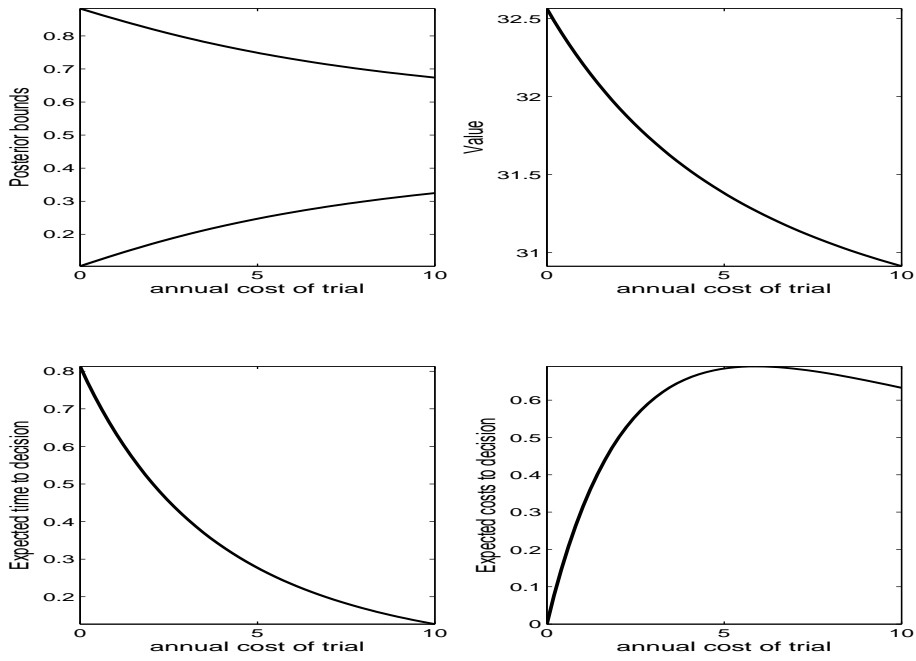 Posterior bounds
0.8
0.7
0.6
0.5
0.4
0.3
0.2
0 5 10
annual cost of trial
Value
32.5
32
31.5
31
0 5 10
annual cost of trial
Expected time to decision
0.8
0.7
0.6
0.5
0.4
0.3
0.2
0 5 10
annual cost of trial
Expected costs to decision
0.6
0.5
0.4
0.3
0.2
0.1
0
0 5 10
annual cost of trial